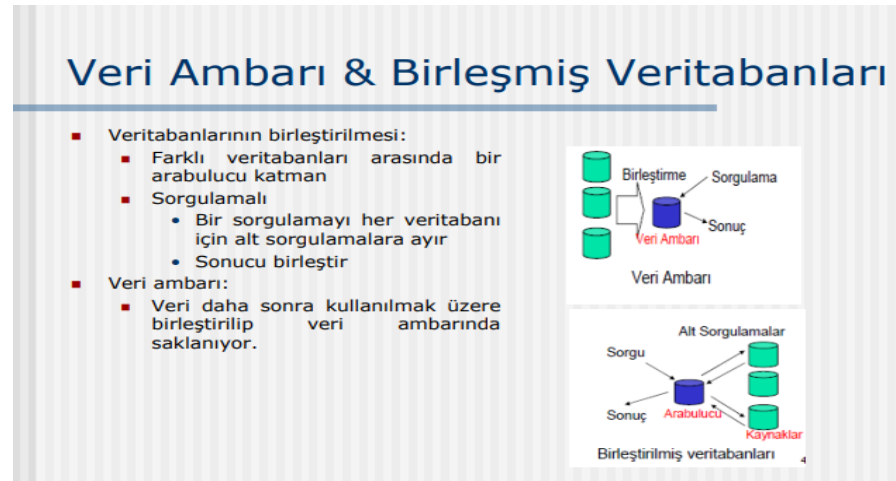 Veri Ambarı & Birleşmiş Veritabanları
Veritabanlarının birleştirilmesi:
Farklı veritabanları arasında bir
arabulucu katman
Sorgulamalı
Bir sorgulamayı her veritabanı
için alt sorgulamalara ayır
Sonucu birleştir
Veri ambarı:
Veri daha sonra kullanılmak üzere
birleştirilip veri ambarında
saklanıyor.
Birleştirme
Sorgulama
Sonuç
Veri Ambarı
Veri Ambarı
Alt Sorgulamalar
Sorgu
Sonuç
Arabulucu
Kaynaklar
Birleştirilmiş veritabanları
4